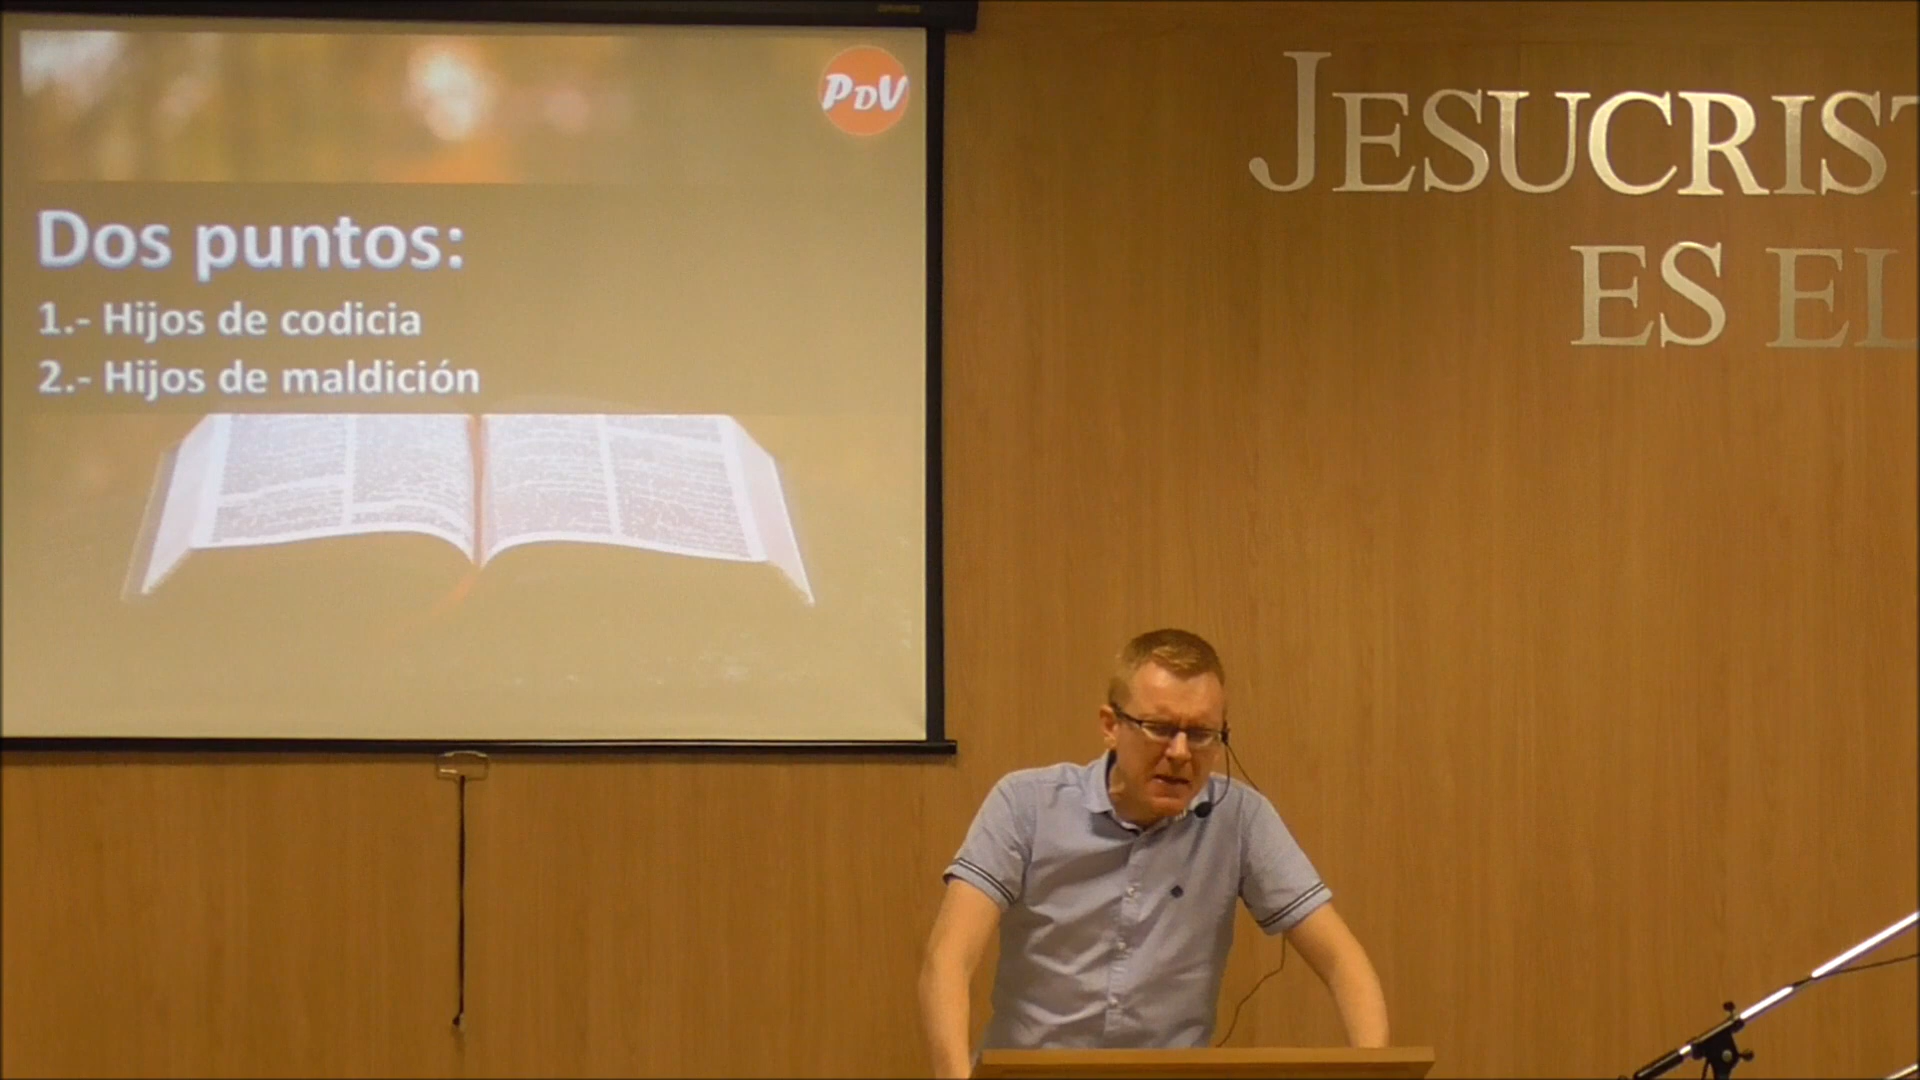 PDV
Dos puntos:
1.- Hijos de codicia
2.- Hijos de maldición
JESUCRIST
ES EL